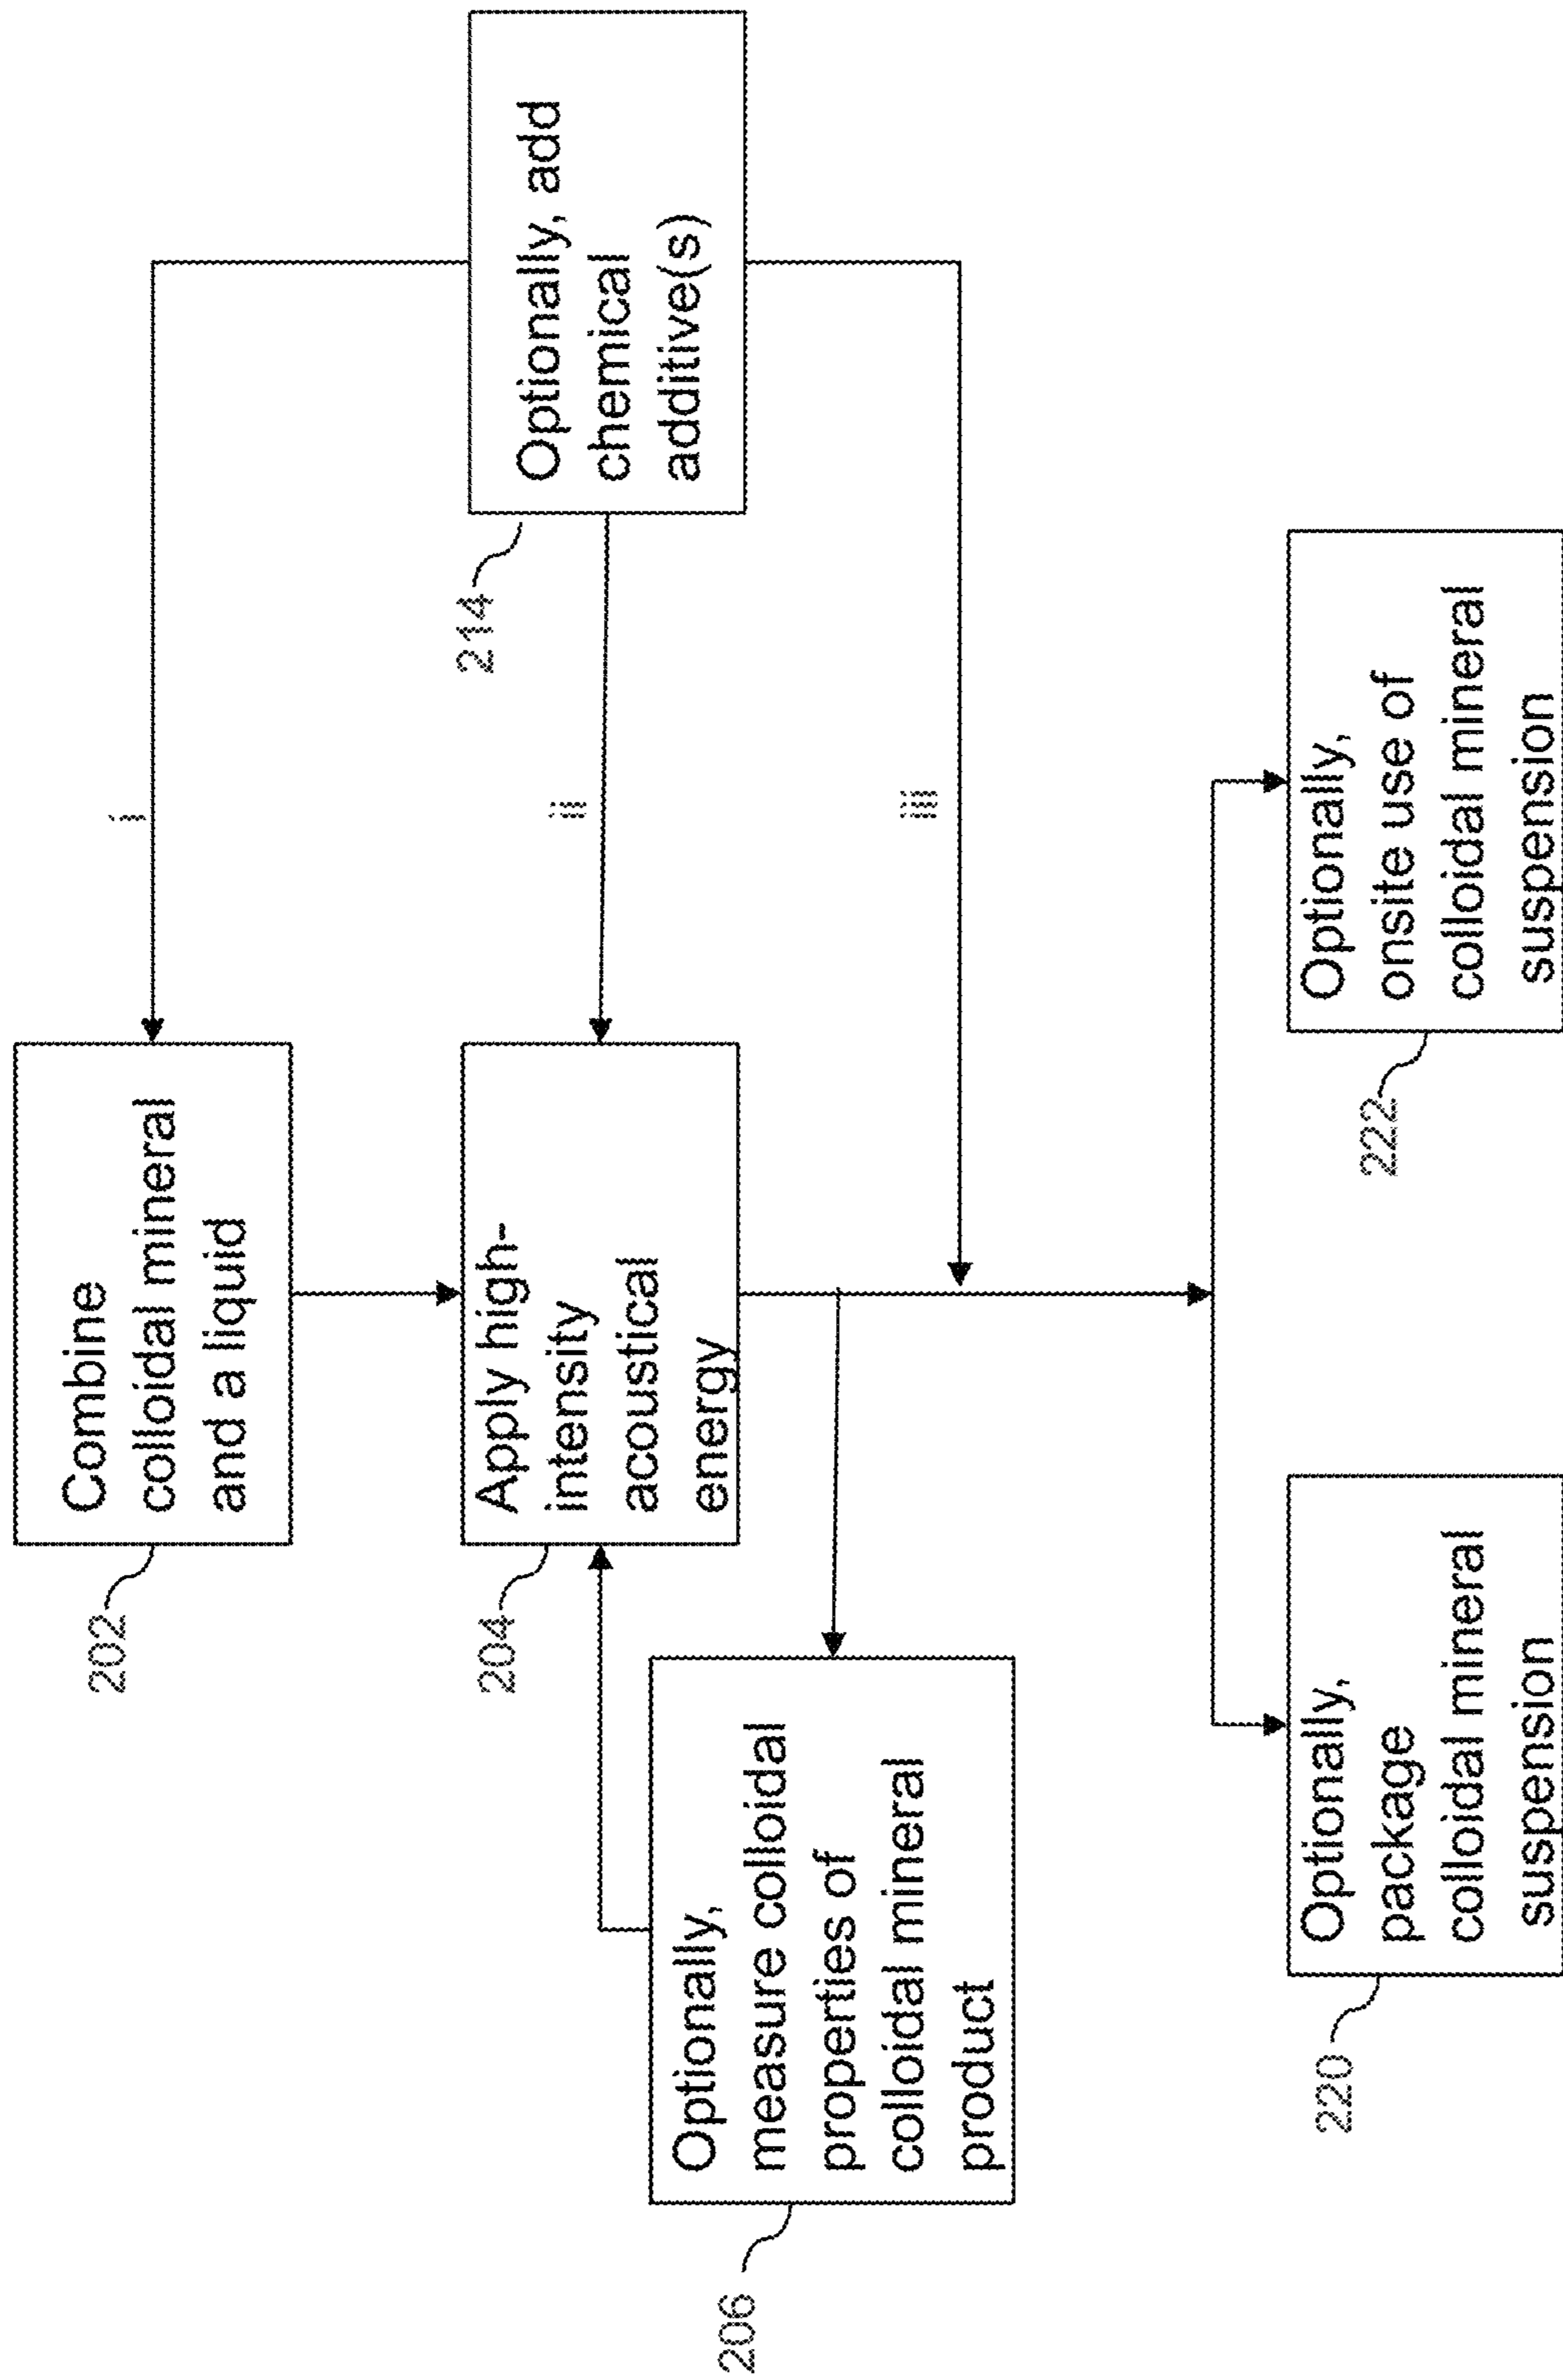 202
Combine
colloidal mineral
and a liquid
i
204
Apply high-
intensity
acoustical
energy
ii
214
Optionally, add
chemical
additive(s)
iii
206
Optionally,
measure colloidal
properties of
colloidal mineral
product
220
Optionally,
package
colloidal mineral
suspension
222
Optionally,
onsite use of
colloidal mineral
suspension